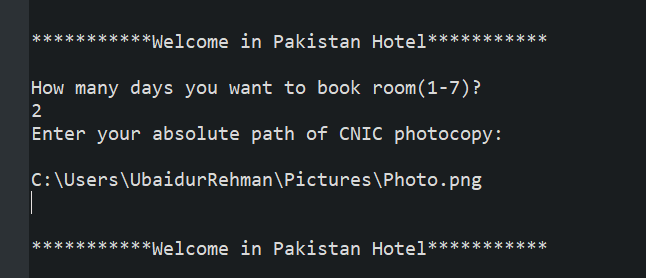 ***********Welcome in Pakistan Hotel***********
How many days you want to book room(1-7)?
2
Enter your absolute path of CNIC photocopy:
C:\Users\UbaidurRehman\Pictures\Photo.png
***********Welcome in Pakistan Hotel***********